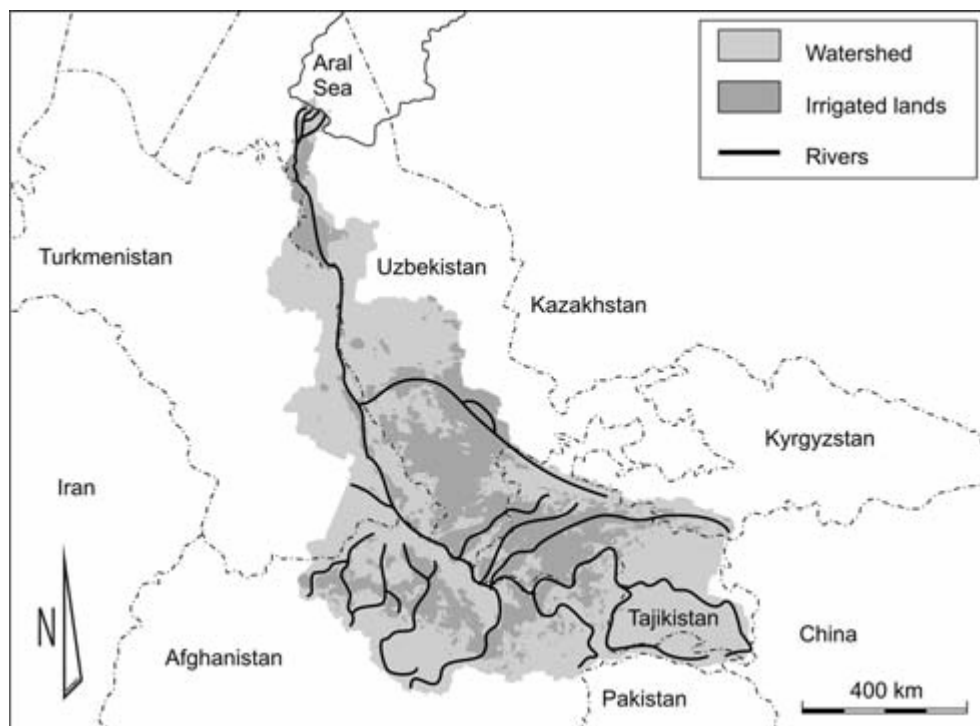 Aral
Sea
Watershed
Irrigated lands
Rivers
Turkmenistan
Uzbekistan
Kazakhstan
Kyrgyzstan
Iran
N
Tajikistan
China
Afghanistan
Pakistan
400 km